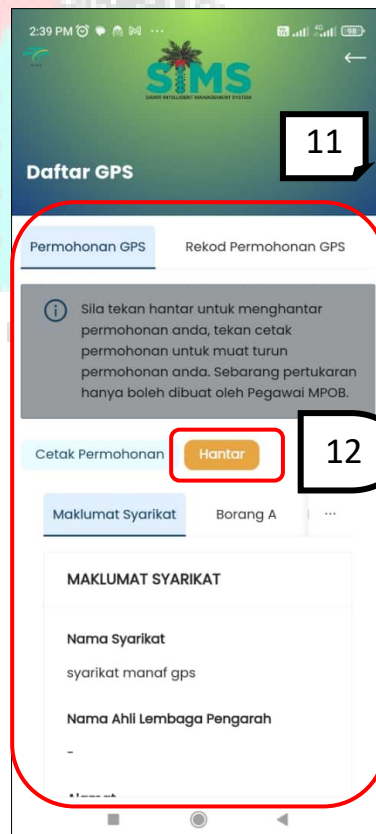 2:39 PM
4G
98
SIMS
SAWIT INTELLIGENT MANAGEMENT SYSTEM
11
Daftar GPS
Permohonan GPS Rekod Permohonan GPS
Sila tekan hantar untuk menghantar
permohonan anda, tekan cetak
permohonan untuk muat turun
permohonan anda. Sebarang pertukaran
hanya boleh dibuat oleh Pegawai MPOB.
Cetak Permohonan Hantar 12
Maklumat Syarikat Borang A ...
MAKLUMAT SYARIKAT
Nama Syarikat
syarikat manaf gps
Nama Ahli Lembaga Pengarah
-